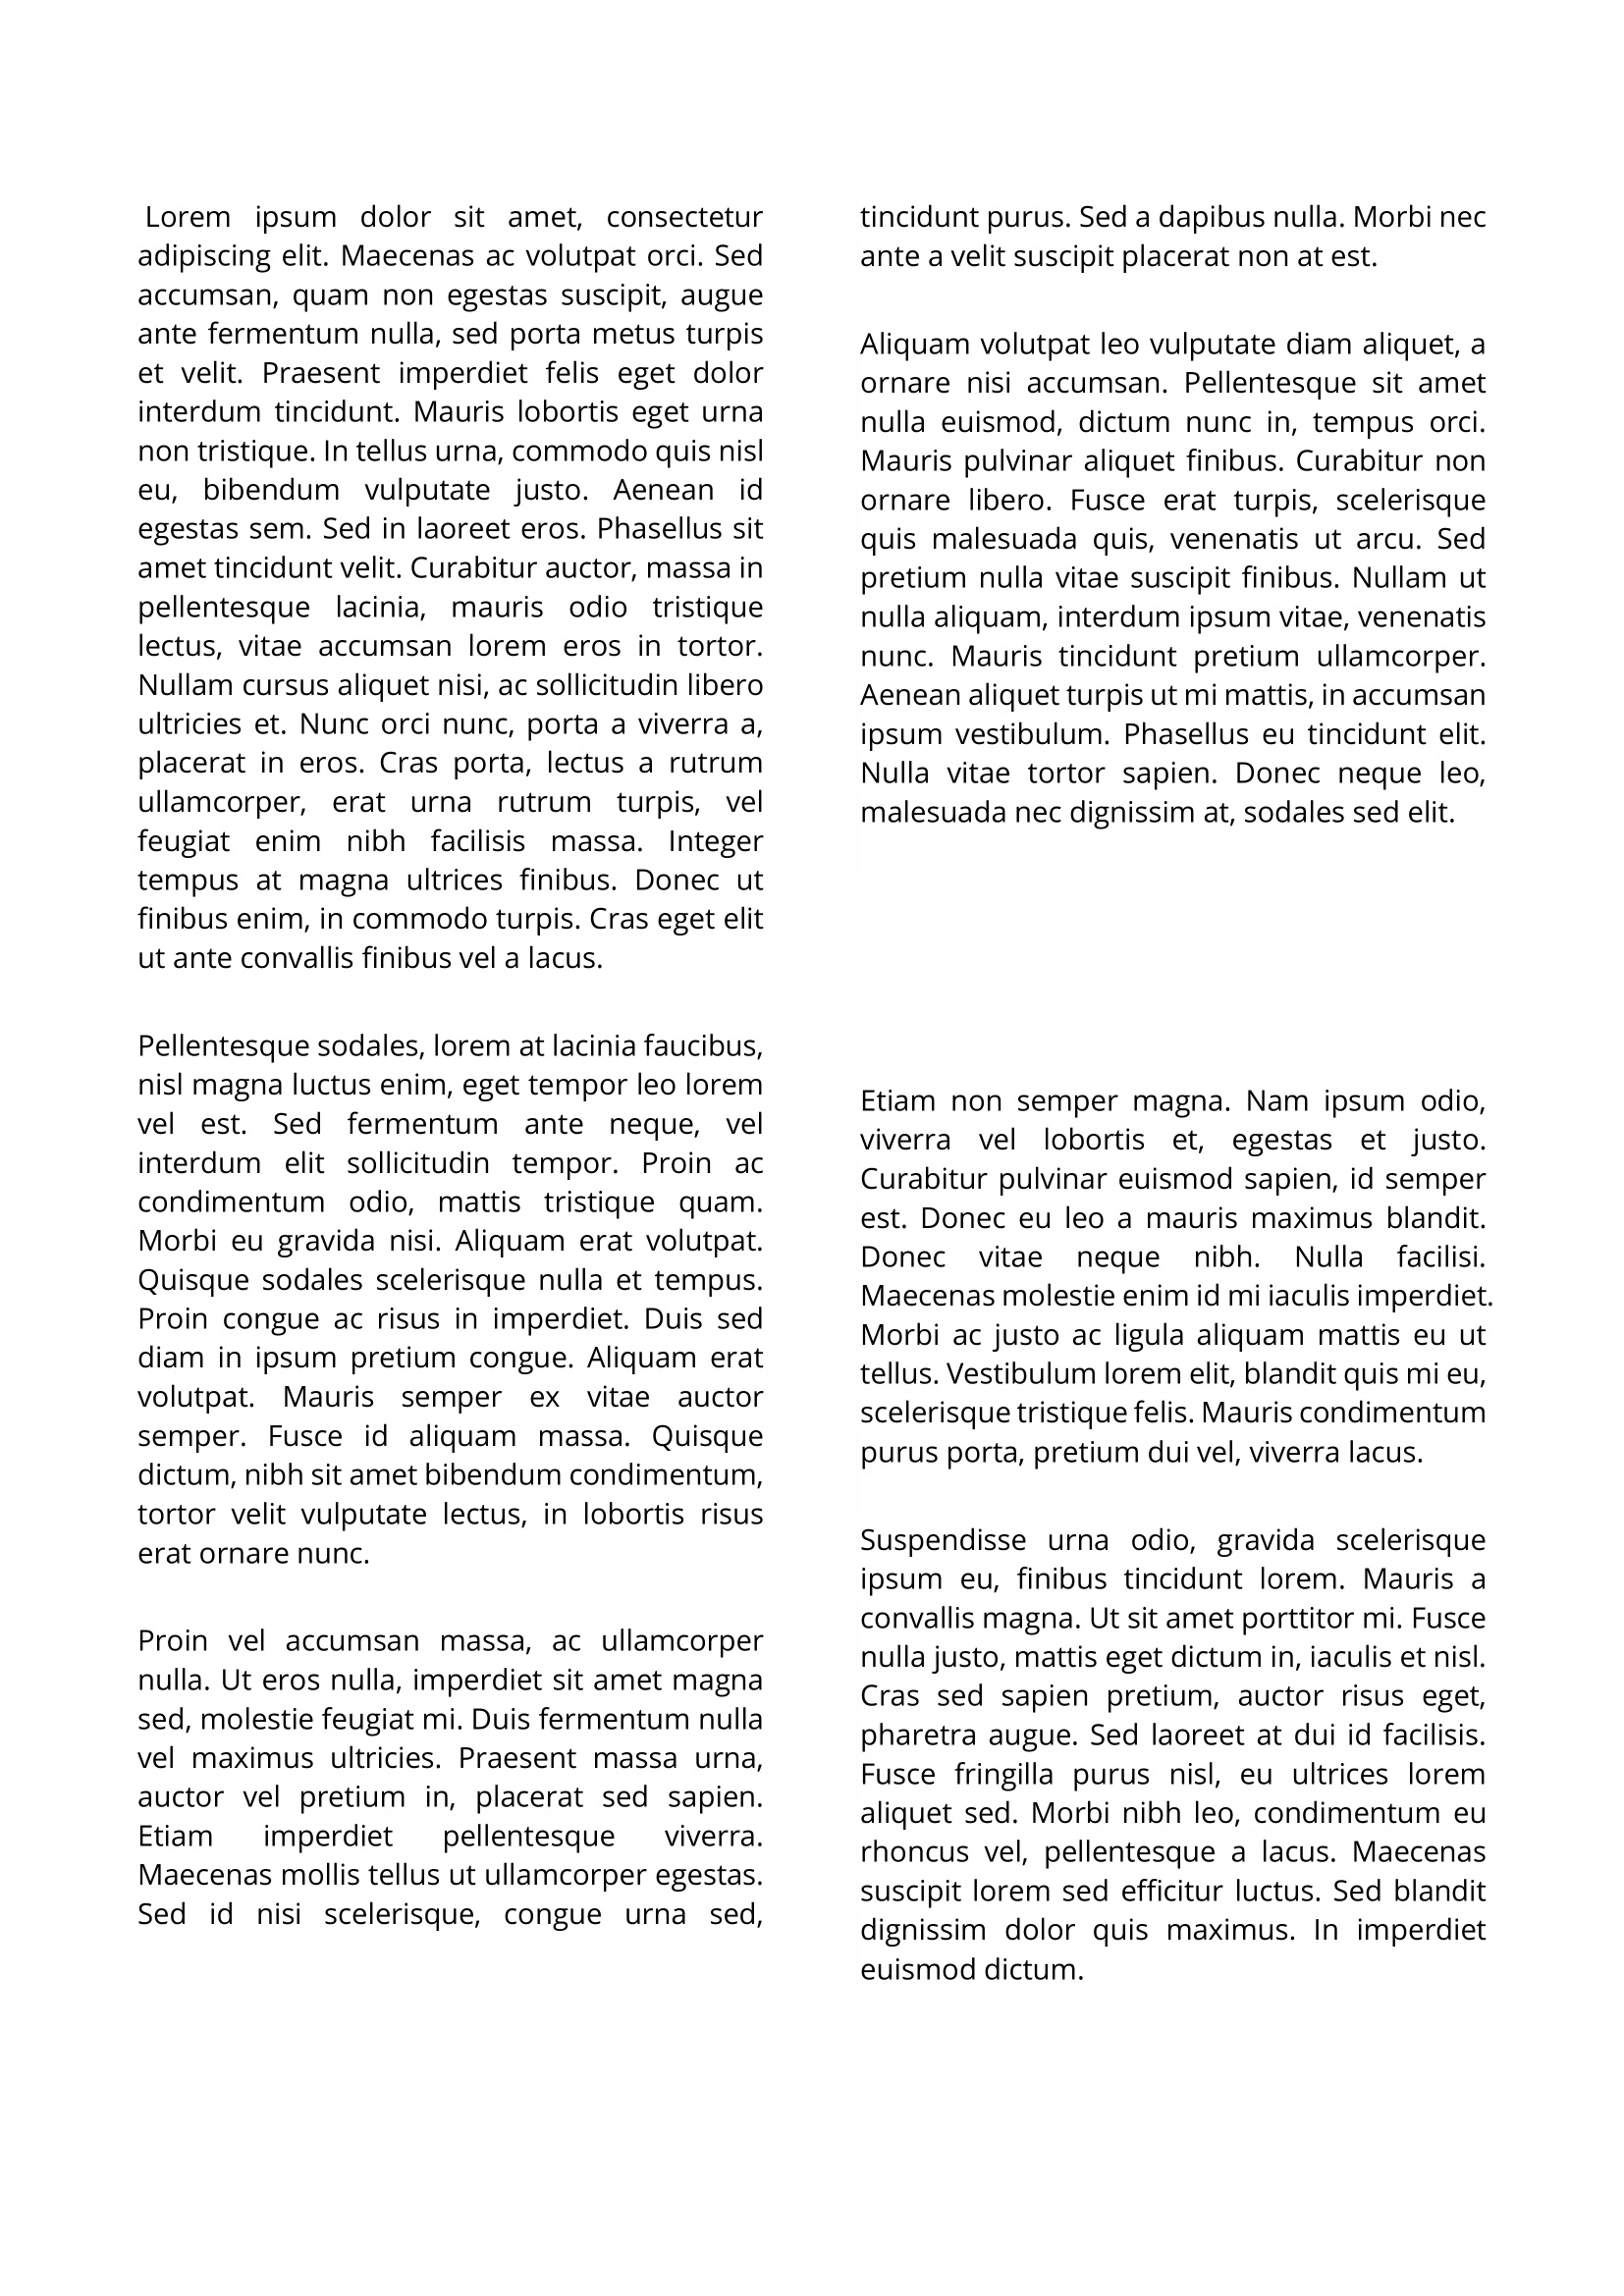 Lorem ipsum dolor sit amet, consectetur
adipiscing elit. Maecenas ac volutpat orci. Sed
accumsan, quam non egestas suscipit, augue
ante fermentum nulla, sed porta metus turpis
et velit. Praesent imperdiet felis eget dolor
interdum tincidunt. Mauris lobortis eget urna
non tristique. In tellus urna, commodo quis nisl
eu, bibendum vulputate justo. Aenean id
egestas sem. Sed in laoreet eros. Phasellus sit
amet tincidunt velit. Curabitur auctor, massa in
pellentesque lacinia, mauris odio tristique
lectus, vitae accumsan lorem eros in tortor.
Nullam cursus aliquet nisi, ac sollicitudin libero
ultricies et. Nunc orci nunc, porta a viverra a,
placerat in eros. Cras porta, lectus a rutrum
ullamcorper, erat urna rutrum turpis, vel
feugiat enim nibh facilisis massa. Integer
tempus at magna ultrices finibus. Donec ut
finibus enim, in commodo turpis. Cras eget elit
ut ante convallis finibus vel a lacus.

Pellentesque sodales, lorem at lacinia faucibus,
nisl magna luctus enim, eget tempor leo lorem
vel est. Sed fermentum ante neque, vel
interdum elit sollicitudin tempor. Proin ac
condimentum odio, mattis tristique quam.
Morbi eu gravida nisi. Aliquam erat volutpat.
Quisque sodales scelerisque nulla et tempus.
Proin congue ac risus in imperdiet. Duis sed
diam in ipsum pretium congue. Aliquam erat
volutpat. Mauris semper ex vitae auctor
semper. Fusce id aliquam massa. Quisque
dictum, nibh sit amet bibendum condimentum,
tortor velit vulputate lectus, in lobortis risus
erat ornare nunc.

Proin vel accumsan massa, ac ullamcorper
nulla. Ut eros nulla, imperdiet sit amet magna
sed, molestie feugiat mi. Duis fermentum nulla
vel maximus ultricies. Praesent massa urna,
auctor vel pretium in, placerat sed sapien.
Etiam imperdiet pellentesque viverra.
Maecenas mollis tellus ut ullamcorper egestas.
Sed id nisi scelerisque, congue urna sed,
tincidunt purus. Sed a dapibus nulla. Morbi nec
ante a velit suscipit placerat non at est.

Aliquam volutpat leo vulputate diam aliquet, a
ornare nisi accumsan. Pellentesque sit amet
nulla euismod, dictum nunc in, tempus orci.
Mauris pulvinar aliquet finibus. Curabitur non
ornare libero. Fusce erat turpis, scelerisque
quis malesuada quis, venenatis ut arcu. Sed
pretium nulla vitae suscipit finibus. Nullam ut
nulla aliquam, interdum ipsum vitae, venenatis
nunc. Mauris tincidunt pretium ullamcorper.
Aenean aliquet turpis ut mi mattis, in accumsan
ipsum vestibulum. Phasellus eu tincidunt elit.
Nulla vitae tortor sapien. Donec neque leo,
malesuada nec dignissim at, sodales sed elit.

Etiam non semper magna. Nam ipsum odio,
viverra vel lobortis et, egestas et justo.
Curabitur pulvinar euismod sapien, id semper
est. Donec eu leo a mauris maximus blandit.
Donec vitae neque nibh. Nulla facilisi.
Maecenas molestie enim id mi iaculis imperdiet.
Morbi ac justo ac ligula aliquam mattis eu ut
tellus. Vestibulum lorem elit, blandit quis mi eu,
scelerisque tristique felis. Mauris condimentum
purus porta, pretium dui vel, viverra lacus.

Suspendisse urna odio, gravida scelerisque
ipsum eu, finibus tincidunt lorem. Mauris a
convallis magna. Ut sit amet porttitor mi. Fusce
nulla justo, mattis eget dictum in, iaculis et nisl.
Cras sed sapien pretium, auctor risus eget,
pharetra augue. Sed laoreet at dui id facilisis.
Fusce fringilla purus nisl, eu ultrices lorem
aliquet sed. Morbi nibh leo, condimentum eu
rhoncus vel, pellentesque a lacus. Maecenas
suscipit lorem sed efficitur luctus. Sed blandit
dignissim dolor quis maximus. In imperdiet
euismod dictum.